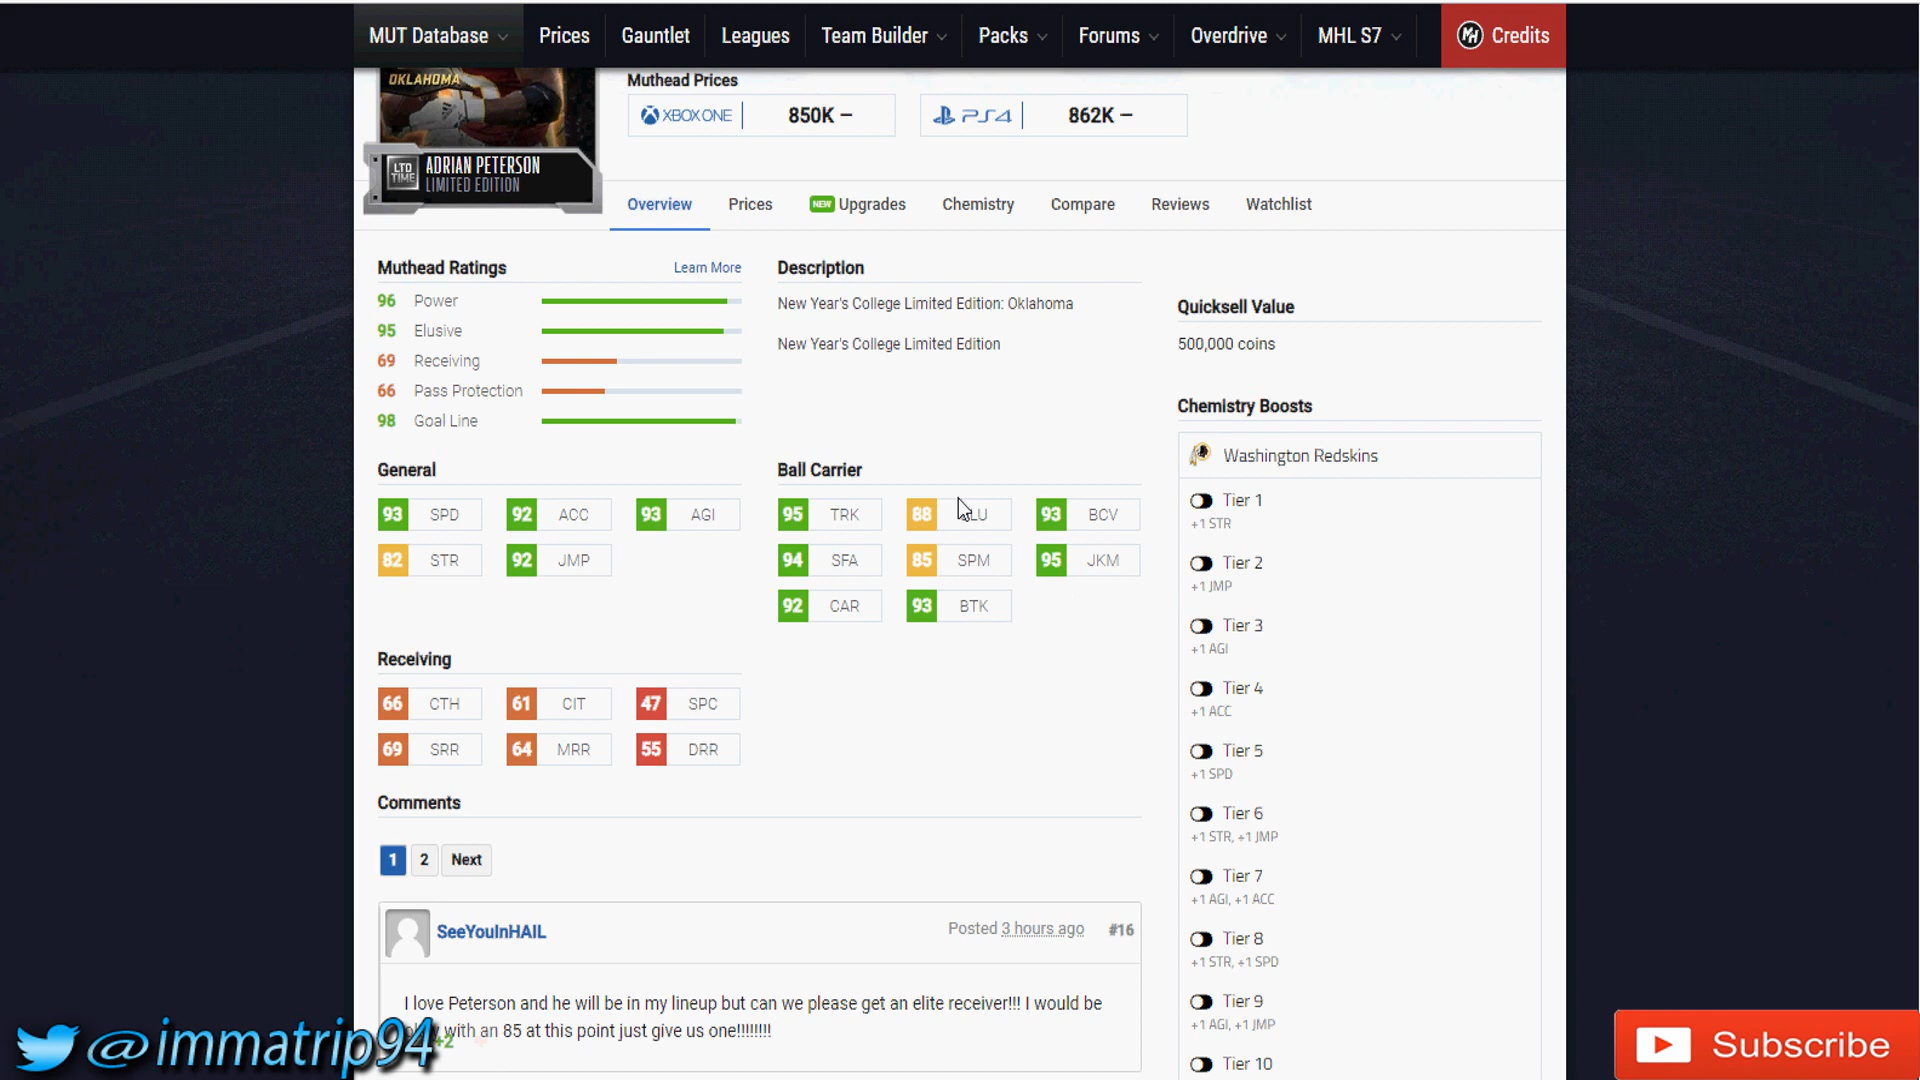 MUT Database Prices Gauntlet Leagues Team Builder Packs Forums Overdrive MHL S7 Credits
OKLAHOMA
LTD TIME
ADRIAN PETERSON
LIMITED EDITION
Muthead Prices
XBOX ONE 850K –
PS4 862K –
Overview Prices NEW Upgrades Chemistry Compare Reviews Watchlist
Muthead Ratings Learn More
96 Power
95 Elusive
69 Receiving
66 Pass Protection
98 Goal Line
Description
New Year's College Limited Edition: Oklahoma
New Year's College Limited Edition
Quicksell Value
500,000 coins
General
93 SPD 92 ACC 93 AGI
82 STR 92 JMP
Ball Carrier
95 TRK 88 LU 93 BCV
94 SFA 85 SPM 95 JKM
92 CAR 93 BTK
Receiving
66 CTH 61 CIT 47 SPC
69 SRR 64 MRR 55 DRR
Chemistry Boosts
Washington Redskins
Tier 1
+1 STR
Tier 2
+1 JMP
Tier 3
+1 AGI
Tier 4
+1 ACC
Tier 5
+1 SPD
Tier 6
+1 STR, +1 JMP
Tier 7
+1 AGI, +1 ACC
Tier 8
+1 STR, +1 SPD
Tier 9
+1 AGI, +1 JMP
Tier 10
Comments
1 2 Next
SeeYouInHAIL Posted 3 hours ago #16
I love Peterson and he will be in my lineup but can we please get an elite receiver!!! I would be
with an 85 at this point just give us one!!!!!!!!
+2
@immatrip94
Subscribe